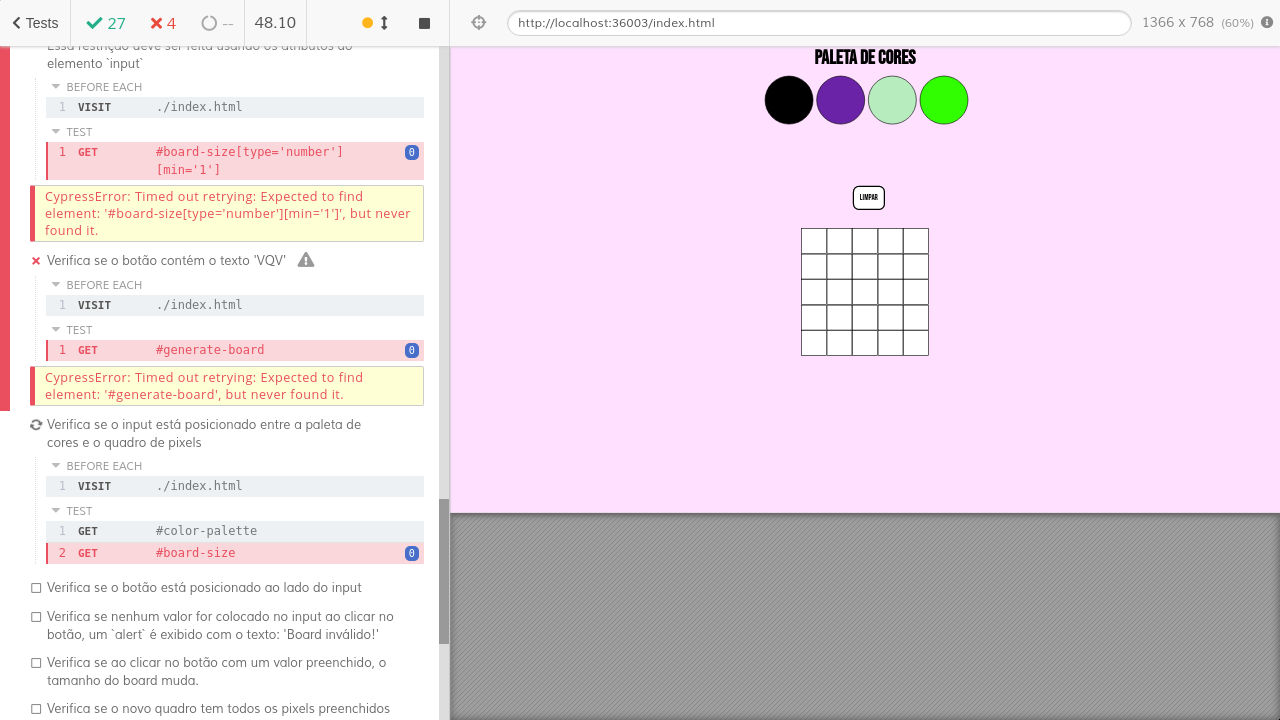 Tests
27
4
--
48.10
http://localhost:36003/index.html
1366 x 768 (60%)
Essa restrição deve ser feita usando os atributos do
elemento `input`
BEFORE EACH
1 VISIT ./index.html
TEST
1 GET #board-size[type='number']
[min='1'] 0
CypressError: Timed out retrying: Expected to find
element: '#board-size[type='number'][min='1']', but never
found it.
Verifica se o botão contém o texto 'VQV'
BEFORE EACH
1 VISIT ./index.html
TEST
1 GET #generate-board 0
CypressError: Timed out retrying: Expected to find
element: '#generate-board', but never found it.
Verifica se o input está posicionado entre a paleta de
cores e o quadro de pixels
BEFORE EACH
1 VISIT ./index.html
TEST
1 GET #color-palette
2 GET #board-size 0
Verifica se o botão está posicionado ao lado do input
Verifica se nenhum valor for colocado no input ao clicar no
botão, um `alert` é exibido com o texto: 'Board inválido!'
Verifica se ao clicar no botão com um valor preenchido, o
tamanho do board muda.
Verifica se o novo quadro tem todos os pixels preenchidos
PALETA DE CORES
LIMPAR